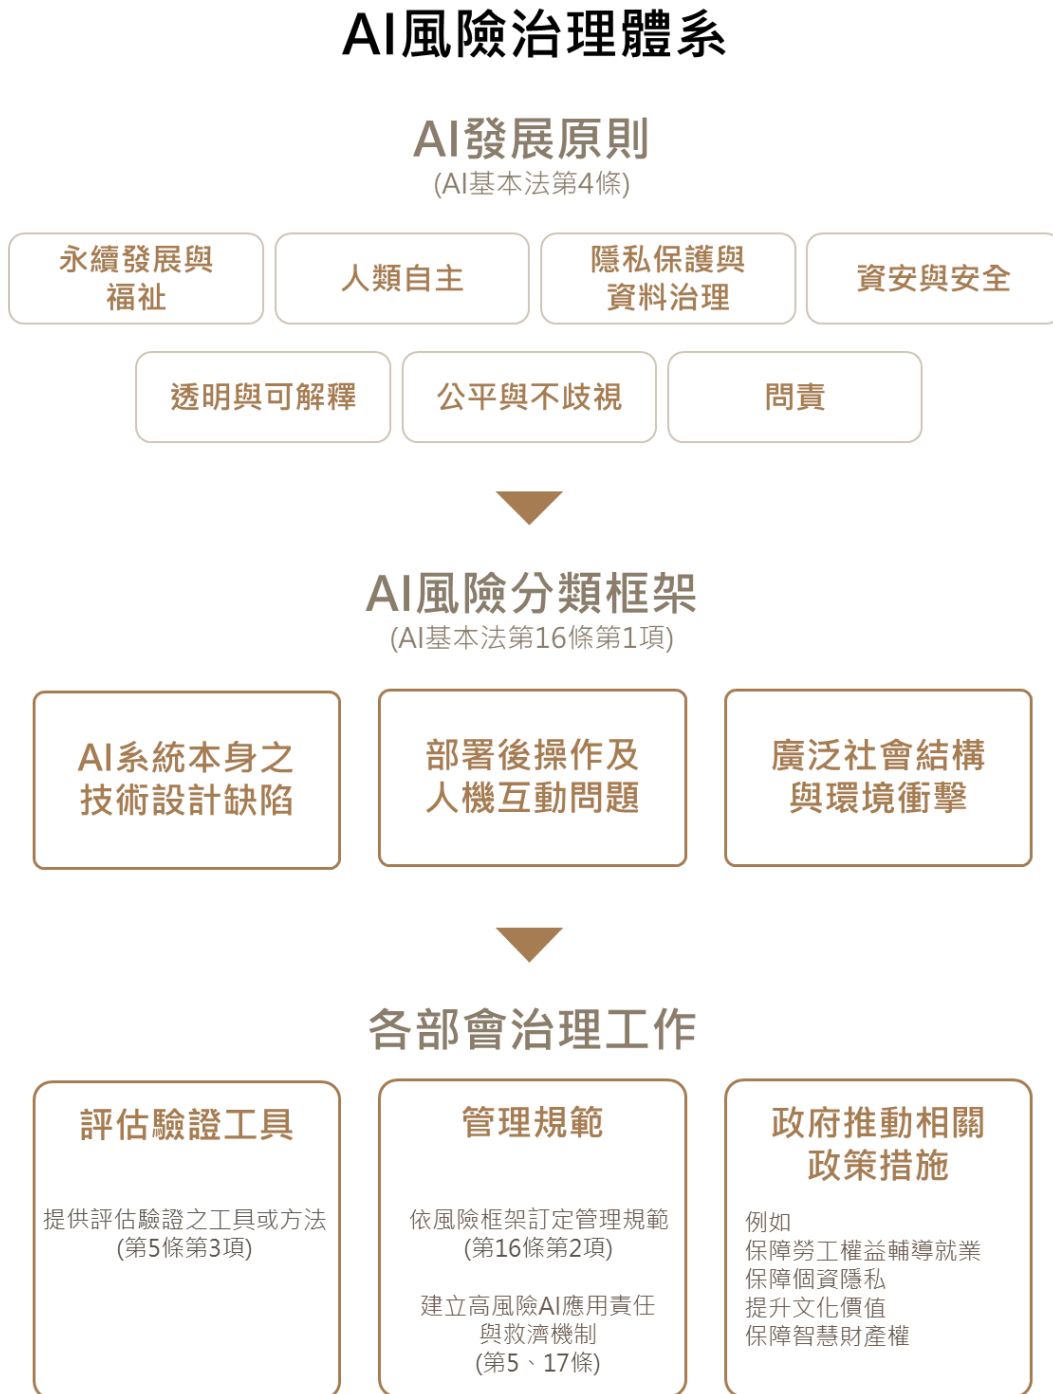 AI風險治理體系
AI發展原則
(AI基本法第4條)
永續發展與
福祉
人類自主
隱私保護與
資料治理
資安與安全
透明與可解釋
公平與不歧視
問責
AI風險分類框架
(AI基本法第16條第1項)
AI系統本身之
技術設計缺陷
部署後操作及
人機互動問題
廣泛社會結構
與環境衝擊
各部會治理工作
評估驗證工具
提供評估驗證之工具或方法
(第5條第3項)
管理規範
依風險框架訂定管理規範
(第16條第2項)
建立高風險AI應用責任
與救濟機制
(第5、17條)
政府推動相關
政策措施
例如
保障勞工權益輔導就業
保障個資隱私
提升文化價值
保障智慧財產權